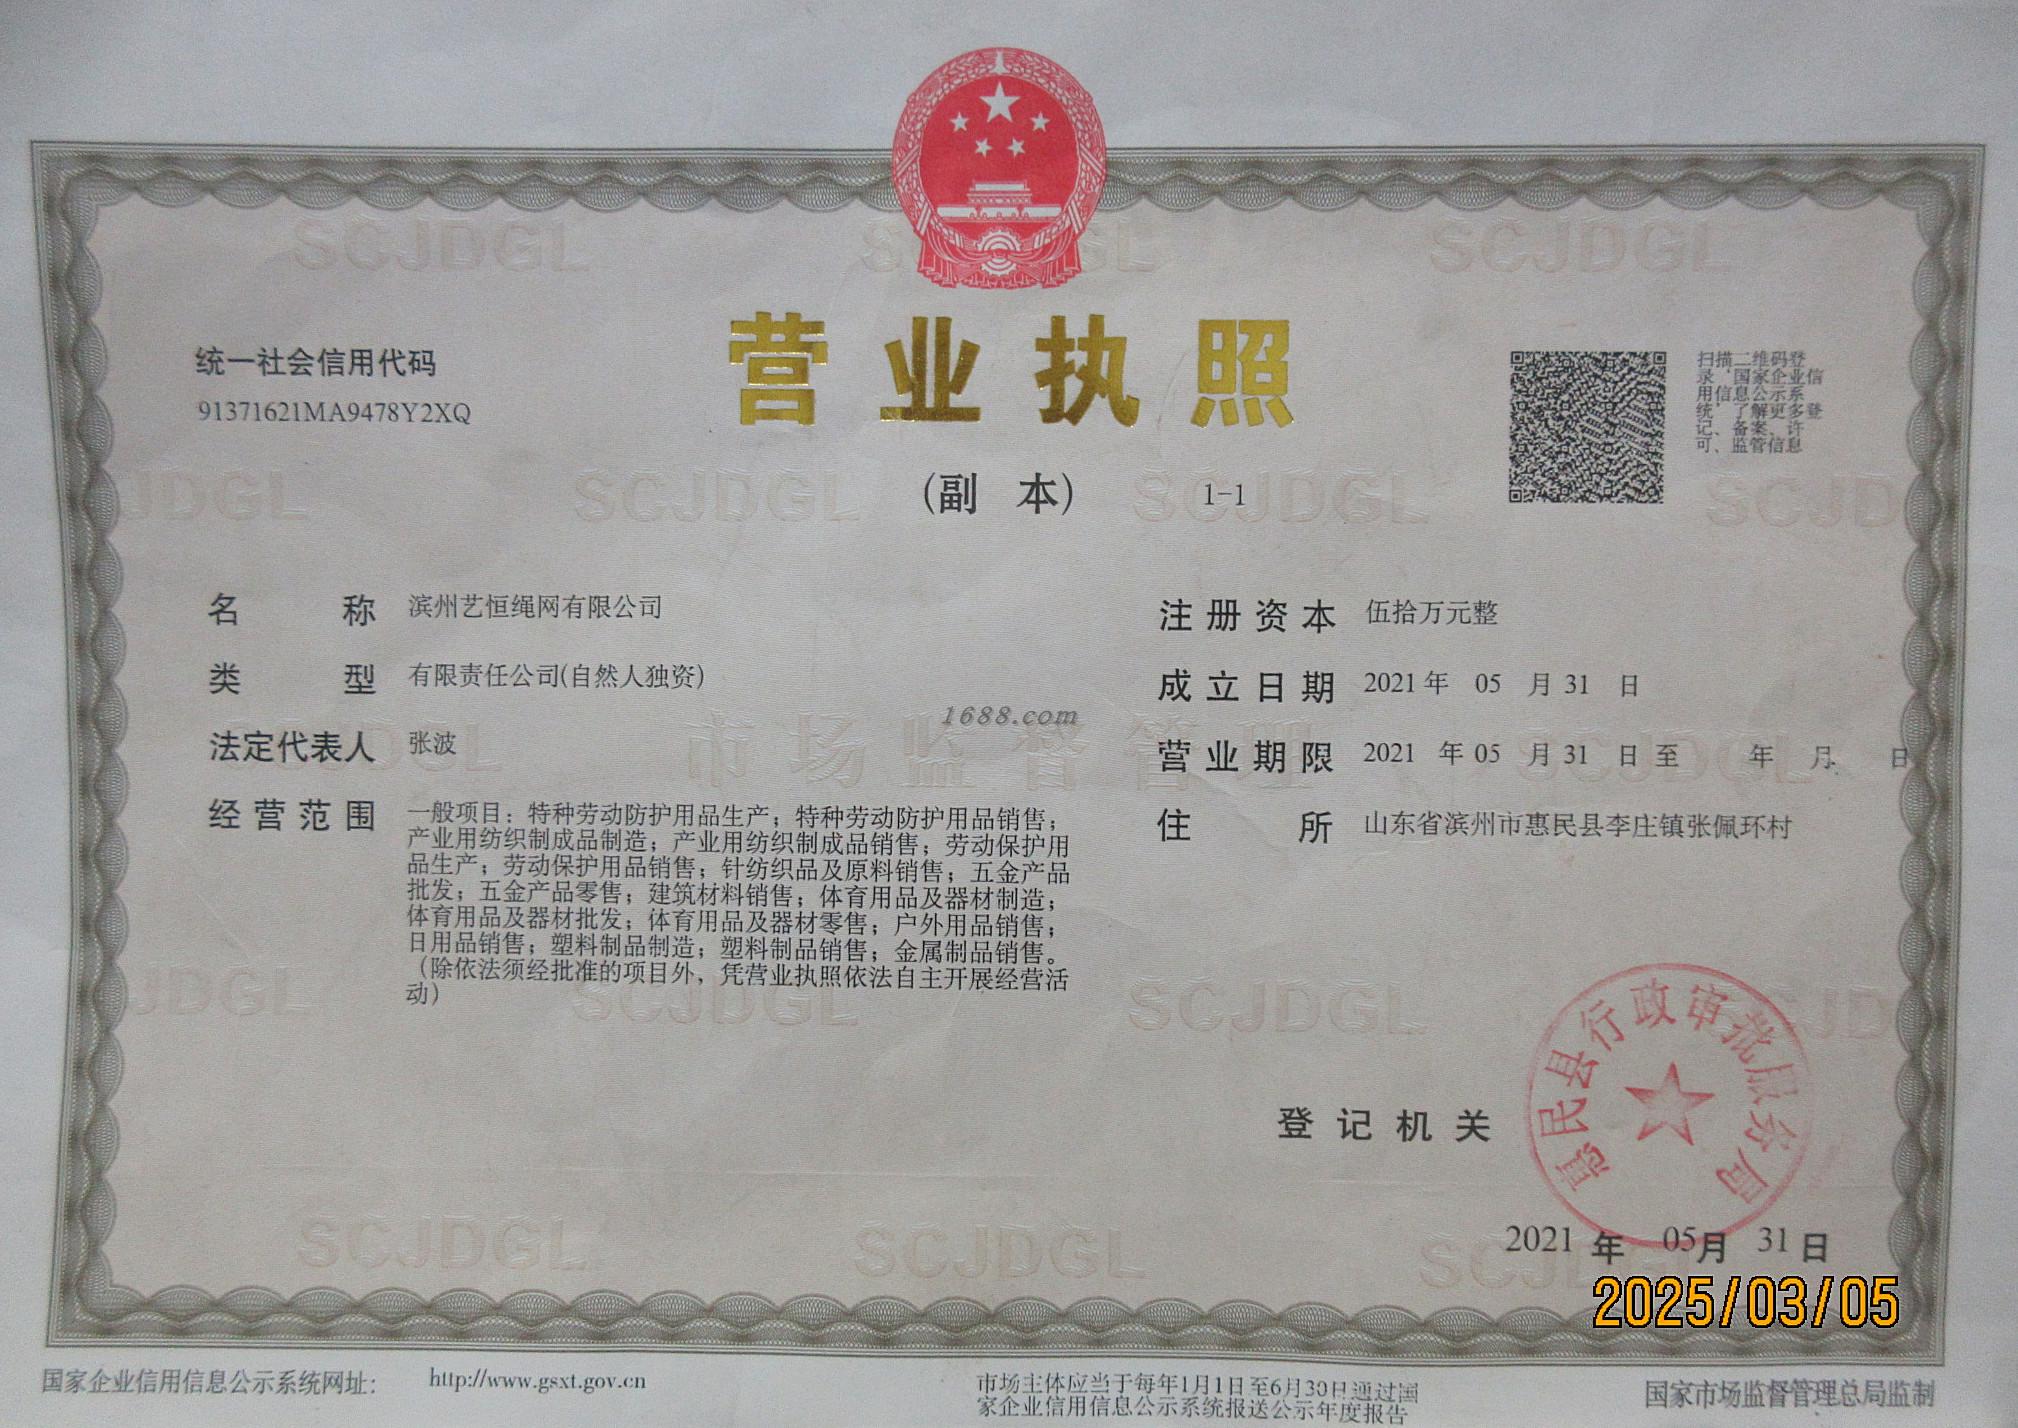 SCJDGL SCJDGL SCJDGL
营业执照
(副 本) 1-1
统一社会信用代码
91371621MA9478Y2XQ
扫描二维码登
录‘国家企业信
用信息公示系
统’了解更多登
记、备案、许
可、监管信息
JDGL SCJDGL SCJDGL SCJD
名称 滨州艺恒绳网有限公司
类型 有限责任公司(自然人独资)
法定代表人 张波
经营范围 一般项目：特种劳动防护用品生产；特种劳动防护用品销售；
产业用纺织制成品制造；产业用纺织制成品销售；劳动保护用
品生产；劳动保护用品销售；针纺织品及原料销售；五金产品
批发；五金产品零售；建筑材料销售；体育用品及器材制造；
体育用品及器材批发；体育用品及器材零售；户外用品销售；
日用品销售；塑料制品制造；塑料制品销售；金属制品销售。
（除依法须经批准的项目外，凭营业执照依法自主开展经营活
动）
注册资本 伍拾万元整
成立日期 2021年 05 月 31 日
营业期限 2021 年 05 月 31 日 至 年 月 日
住所 山东省滨州市惠民县李庄镇张佩环村
1688.com
市场监督管理
SCJDGL
JDGL SCJDGL SCJDGL JD
登记机关
惠民县行政审批服务局
2021 年 05月 31日
SCJDGL SCJDGL SCJDGL
2025/03/05
国家企业信用信息公示系统网址： http://www.gsxt.gov.cn
市场主体应当于每年1月1日至6月30日通过国
家企业信用信息公示系统报送公示年度报告
国家市场监督管理总局监制